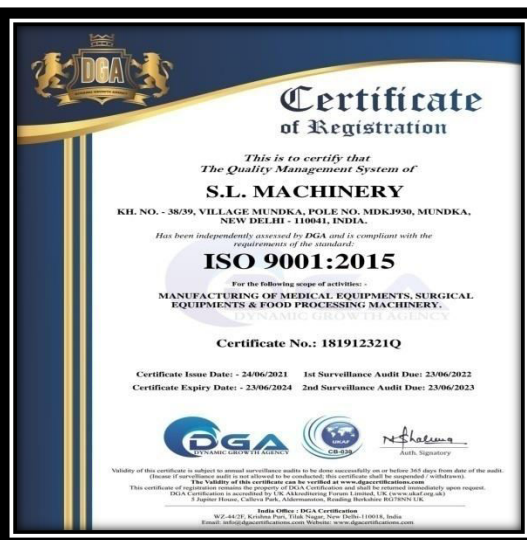 DGA
DYNAMIC GROWTH AGENCY
Certificate
of Registration
This is to certify that
The Quality Management System of
S.L. MACHINERY
KH. NO. - 38/39, VILLAGE MUNDKA, POLE NO. MDKJ930, MUNDKA,
NEW DELHI - 110041, INDIA.
Has been independently assessed by DGA and is compliant with the
requirements of the standard:
ISO 9001:2015
For the following scope of activities: -
MANUFACTURING OF MEDICAL EQUIPMENTS, SURGICAL
EQUIPMENTS & FOOD PROCESSING MACHINERY.
DYNAMIC GROWTH AGENCY
Certificate No.: 181912321Q
Certificate Issue Date: - 24/06/2021 1st Surveillance Audit Due: 23/06/2022
Certificate Expiry Date: - 23/06/2024 2nd Surveillance Audit Due: 23/06/2023
DGA
DYNAMIC GROWTH AGENCY
UKAF
CB-038
Auth. Signatory
Validity of this certificate is subject to annual surveillance audits to be done successfully on or before 365 days from date of the audit.
(Incase if surveillance audit is not allowed to be conducted; this certificate shall be suspended / withdrawn).
The Validity of this certificate can be verified at www.dgacertifications.com
This certificate of registration remains the property of DGA Certification and shall be returned immediately upon request.
DGA Certification is accredited by UK Akkreditering Forum Limited, UK (www.ukaf.org.uk)
5 Jupiter House, Calleva Park, Aldermaston, Reading Berkshire RG78NN UK
India Office : DGA Certification
WZ-44/2F, Krishna Puri, Tilak Nagar, New Delhi-110018, India
Email: info@dgacertifications.com Website: www.dgacertifications.com